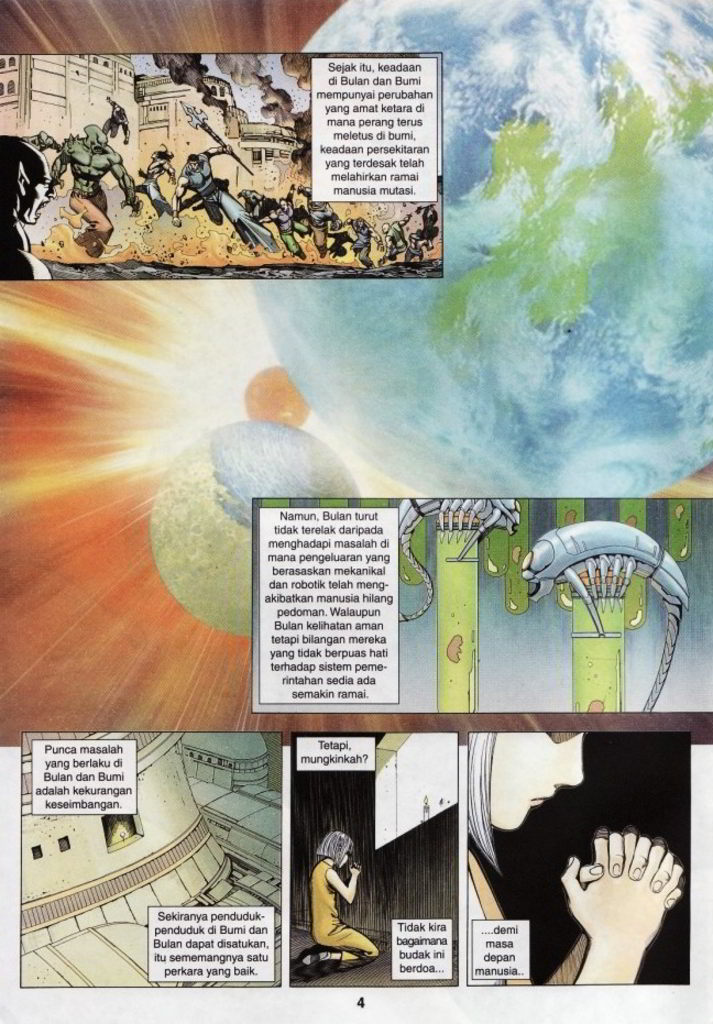 Sejak itu, keadaan
di Bulan dan Bumi
mempunyai perubahan
yang amat ketara di
mana perang terus
meletus di bumi,
keadaan persekitaran
yang terdesak telah
melahirkan ramai
manusia mutasi.
Namun, Bulan turut
tidak terelak daripada
menghadapi masalah di
mana pengeluaran yang
berasaskan mekanikal
dan robotik telah meng-
akibatkan manusia hilang
pedoman. Walaupun
Bulan kelihatan aman
tetapi bilangan mereka
yang tidak berpuas hati
terhadap sistem peme-
rintahan sedia ada
semakin ramai.
Punca masalah
yang berlaku di
Bulan dan Bumi
adalah kekurangan
keseimbangan.
Sekiranya penduduk-
penduduk di Bumi dan
Bulan dapat disatukan,
itu sememangnya satu
perkara yang baik.
Tetapi,
mungkinkah?
Tidak kira
bagaimana
budak ini
berdoa...
....demi
masa
depan
manusia..
4